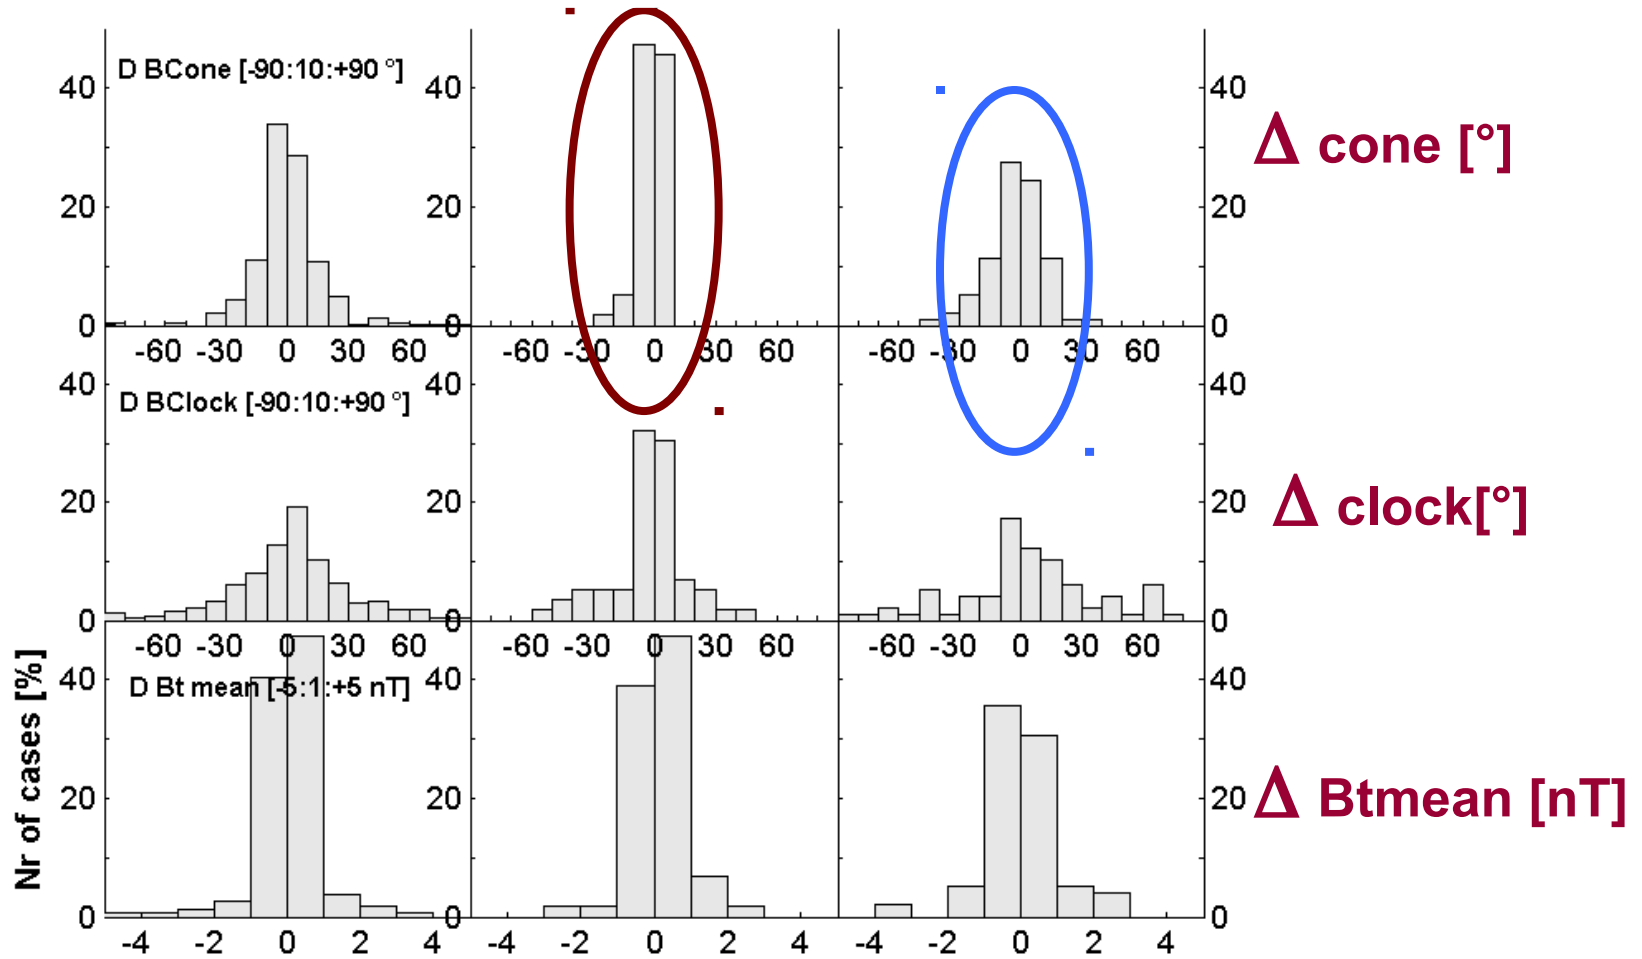 D BCone [-90:10:+90 °]
40 40 40
Δ cone [°]
20 20 20
0 0 0
-60 -30 0 30 60 -60 -30 0 30 60 -60 -30 0 30 60
40 40 40
D BClock [-90:10:+90 °]
20 20 20
Δ clock[°]
0 0 0
-60 -30 0 30 60 -60 -30 0 30 60 -60 -30 0 30 60
40 40 40
D Bt mean [-5:1:+5 nT]
Nr of cases [%]
20 20 20
Δ Btmean [nT]
0 0 0
-4 -2 0 2 4 -4 -2 0 2 4 -4 -2 0 2 4